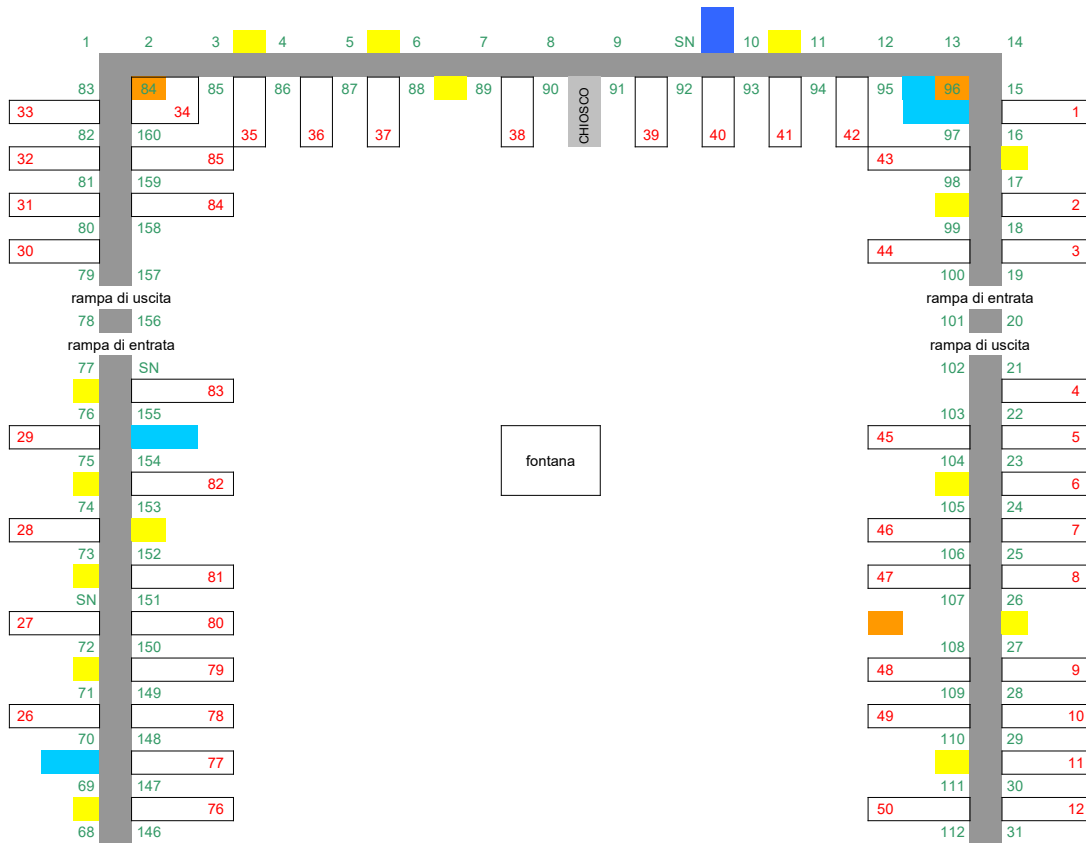 1 2 3 4 5 6 7 8 9 SN 10 11 12 13 14
83 84 85 86 87 88 89 90 91 92 93 94 95 96 15
33 34 CHIOSCO 1
82 160 35 36 37 38 39 40 41 42 97 16
32 85 43
81 159 98 17
31 84 2
80 158 99 18
30 44 3
79 157 100 19
rampa di uscita rampa di entrata
78 156 101 20
rampa di entrata rampa di uscita
77 SN 102 21
83 4
76 155 103 22
29 45 5
75 154 fontana 104 23
82 6
74 153 105 24
28 46 7
73 152 106 25
81 47 8
SN 151 107 26
27 80
72 150 108 27
79 48 9
71 149 109 28
26 78 49 10
70 148 110 29
77 11
69 147 111 30
76 50 12
68 146 112 31